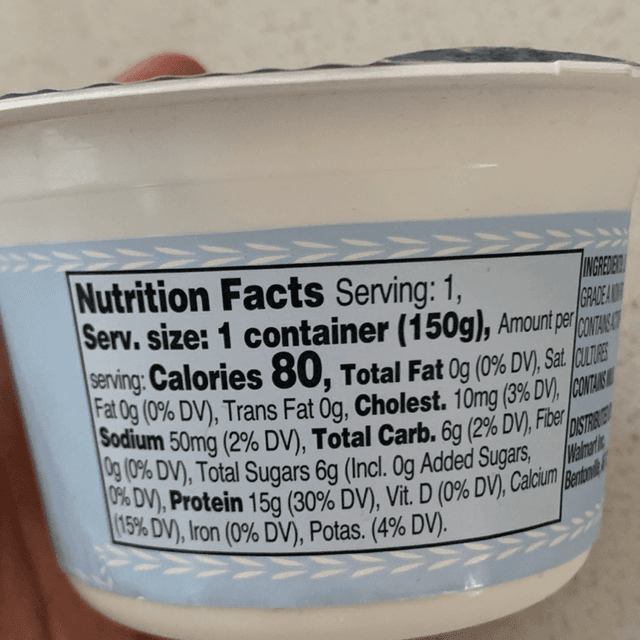 Nutrition Facts Serving: 1,
Serv. size: 1 container (150g), Amount per
serving: Calories 80, Total Fat 0g (0% DV), Sat.
Fat 0g (0% DV), Trans Fat 0g, Cholest. 10mg (3% DV),
Sodium 50mg (2% DV), Total Carb. 6g (2% DV), Fiber
0g (0% DV), Total Sugars 6g (Incl. 0g Added Sugars,
0% DV), Protein 15g (30% DV), Vit. D (0% DV), Calcium
(15% DV), Iron (0% DV), Potas. (4% DV).
GRADE A
CONTAINS
CULTURES
CONTAINS
Walmart Inc.